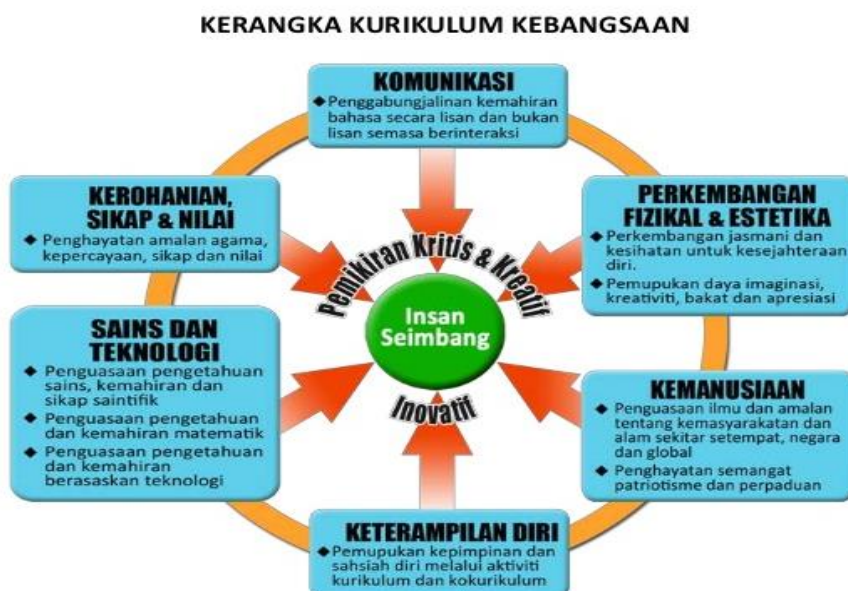 KERANGKA KURIKULUM KEBANGSAAN
KOMUNIKASI
◆ Penggabungjalinan kemahiran
bahasa secara lisan dan bukan
lisan semasa berinteraksi
KEROHANIAN,
SIKAP & NILAI
◆ Penghayatan amalan agama,
kepercayaan, sikap dan nilai
PERKEMBANGAN
FIZIKAL & ESTETIKA
◆ Perkembangan jasmani dan
kesihatan untuk kesejahteraan
diri.
◆ Pemupukan daya imaginasi,
kreativiti, bakat dan apresiasi
Pemikiran Kritis & Kreatif
Insan
Seimbang
Inovatif
SAINS DAN
TEKNOLOGI
◆ Penguasaan pengetahuan
sains, kemahiran dan
sikap saintifik
◆ Penguasaan pengetahuan
dan kemahiran matematik
◆ Penguasaan pengetahuan
dan kemahiran
berasaskan teknologi
KEMANUSIAAN
◆ Penguasaan ilmu dan amalan
tentang kemasyarakatan dan
alam sekitar setempat, negara
dan global
◆ Penghayatan semangat
patriotisme dan perpaduan
KETERAMPILAN DIRI
◆ Pemupukan kepimpinan dan
sahsiah diri melalui aktiviti
kurikulum dan kokurikulum